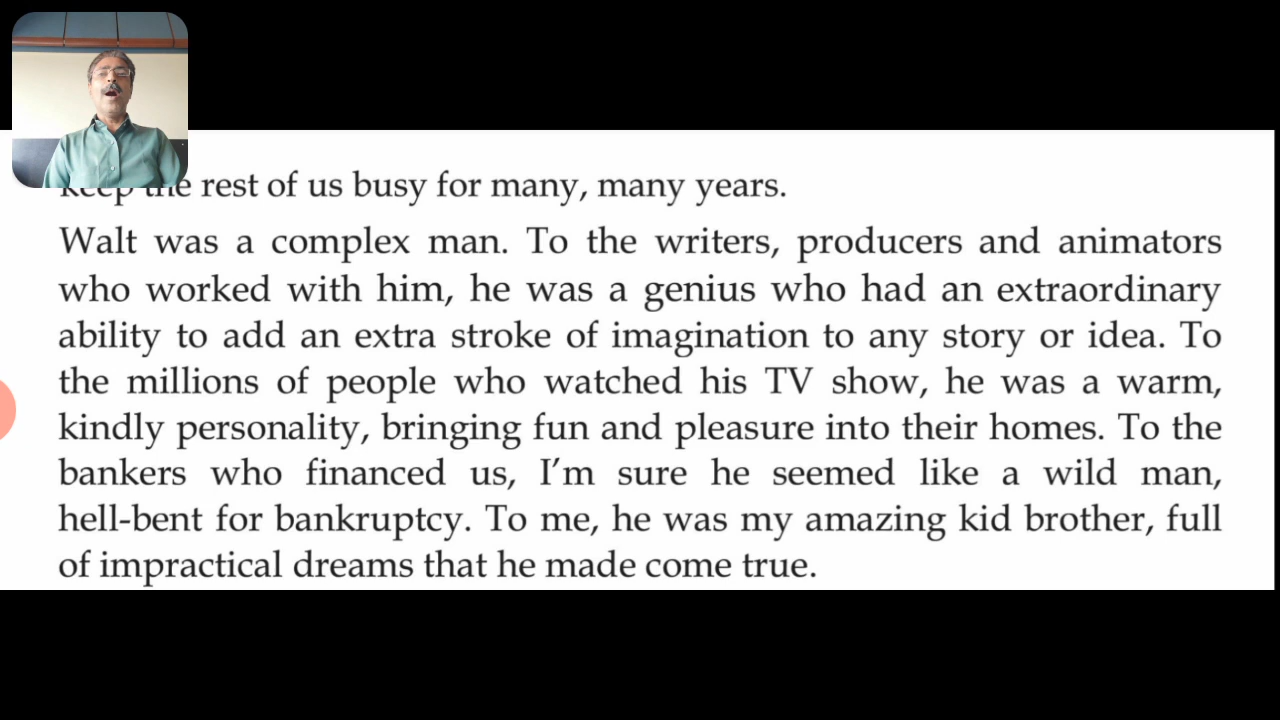 keep the rest of us busy for many, many years.
Walt was a complex man. To the writers, producers and animators
who worked with him, he was a genius who had an extraordinary
ability to add an extra stroke of imagination to any story or idea. To
the millions of people who watched his TV show, he was a warm,
kindly personality, bringing fun and pleasure into their homes. To the
bankers who financed us, I’m sure he seemed like a wild man,
hell-bent for bankruptcy. To me, he was my amazing kid brother, full
of impractical dreams that he made come true.